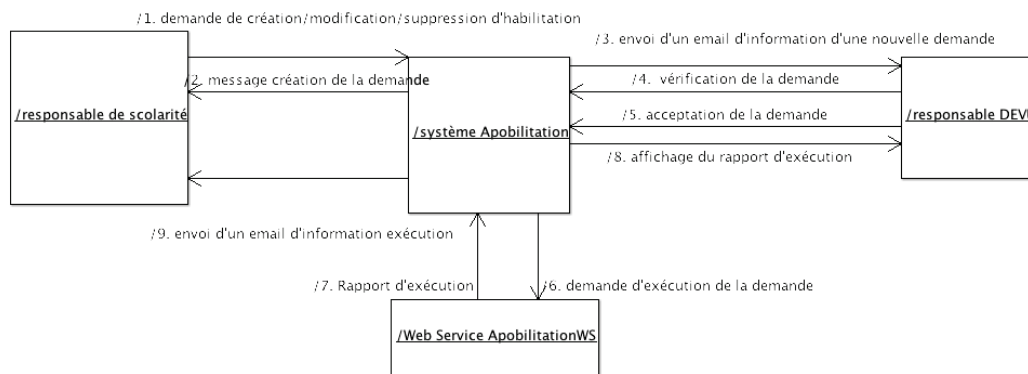 /1. demande de création/modification/suppression d'habilitation
/3. envoi d'un email d'information d'une nouvelle demande
/2. message création de la demande
/4. vérification de la demande
/responsable de scolarité
/système Apobilitation
/5. acceptation de la demande
/responsable DEV
/8. affichage du rapport d'exécution
/9. envoi d'un email d'information exécution
/7. Rapport d'exécution
/6. demande d'exécution de la demande
/Web Service ApobilitationWS